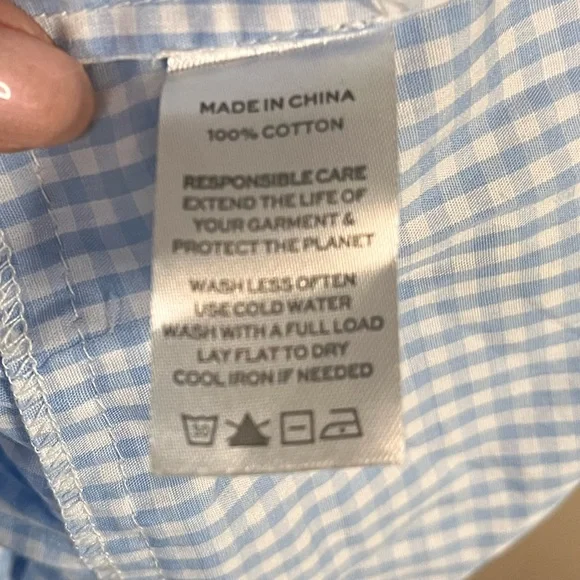 MADE IN CHINA
100% COTTON
RESPONSIBLE CARE
EXTEND THE LIFE OF
YOUR GARMENT &
PROTECT THE PLANET
WASH LESS OFTEN
USE COLD WATER
WASH WITH A FULL LOAD
LAY FLAT TO DRY
COOL IRON IF NEEDED
30